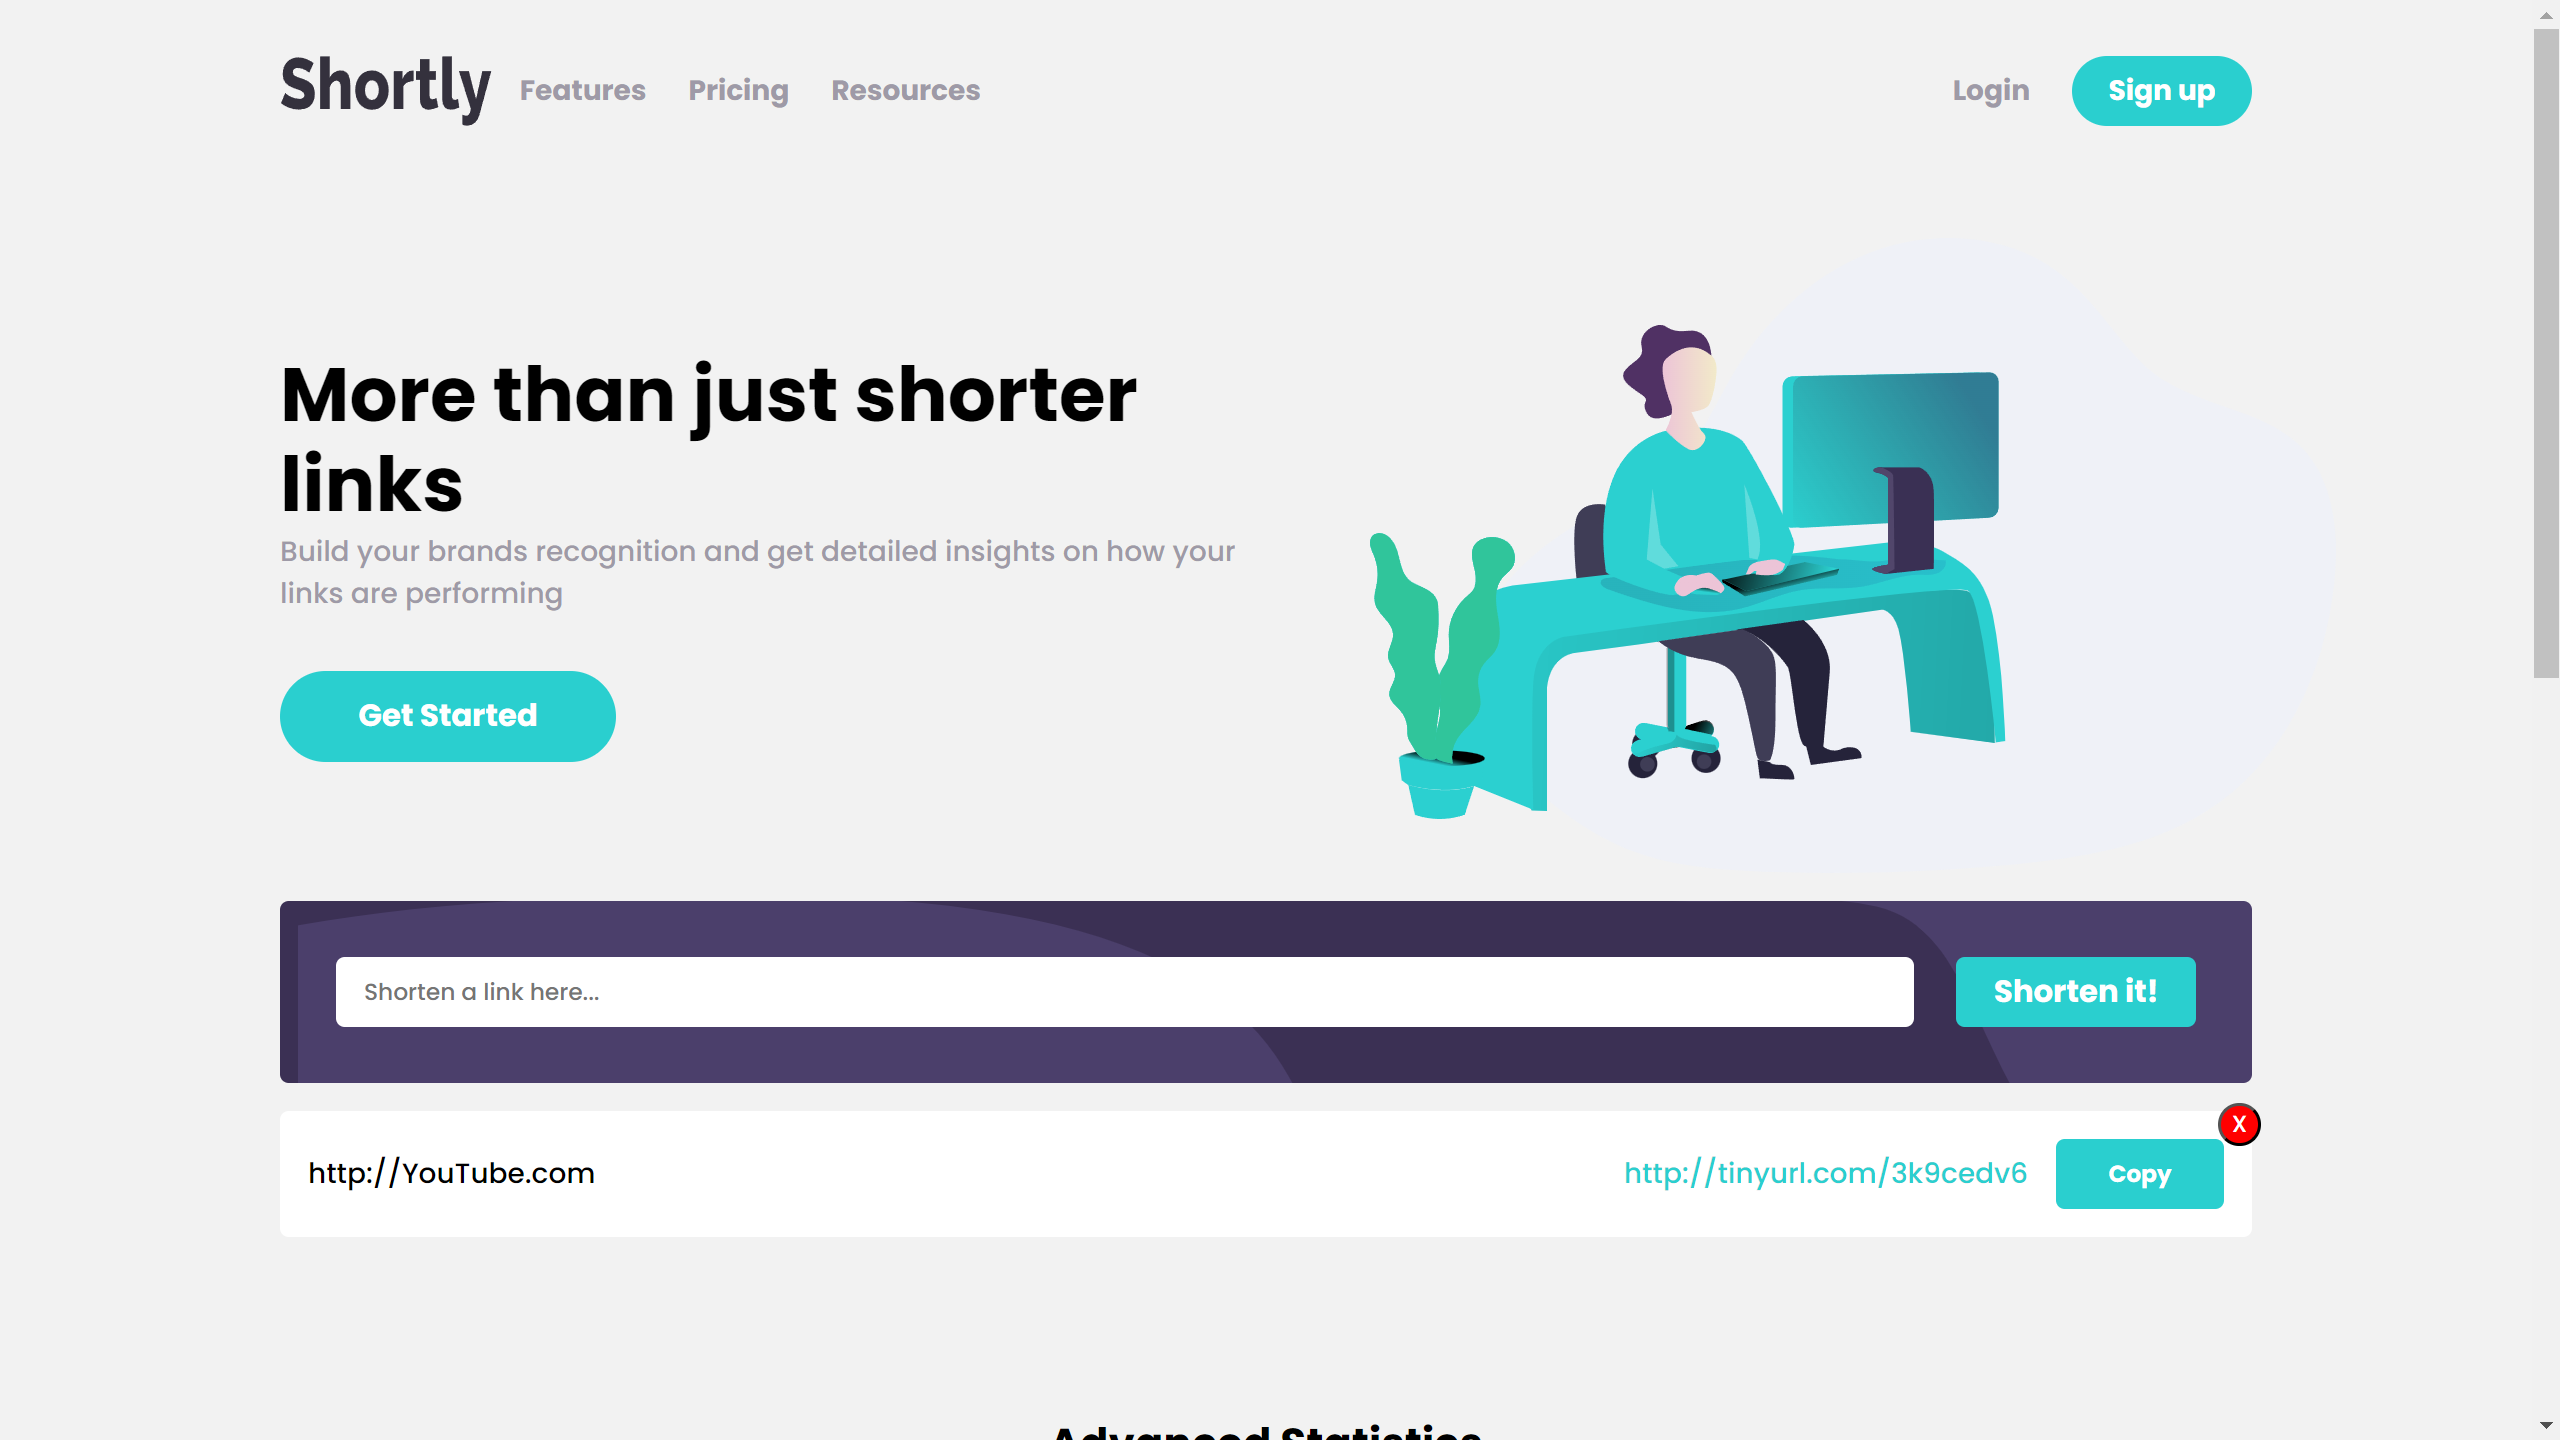 Shortly
Features
Pricing
Resources
Login
Sign up
More than just shorter
links
Build your brands recognition and get detailed insights on how your
links are performing
Get Started
Shorten a link here...
Shorten it!
X
http://YouTube.com
http://tinyurl.com/3k9cedv6
Copy
Advanced Statistics